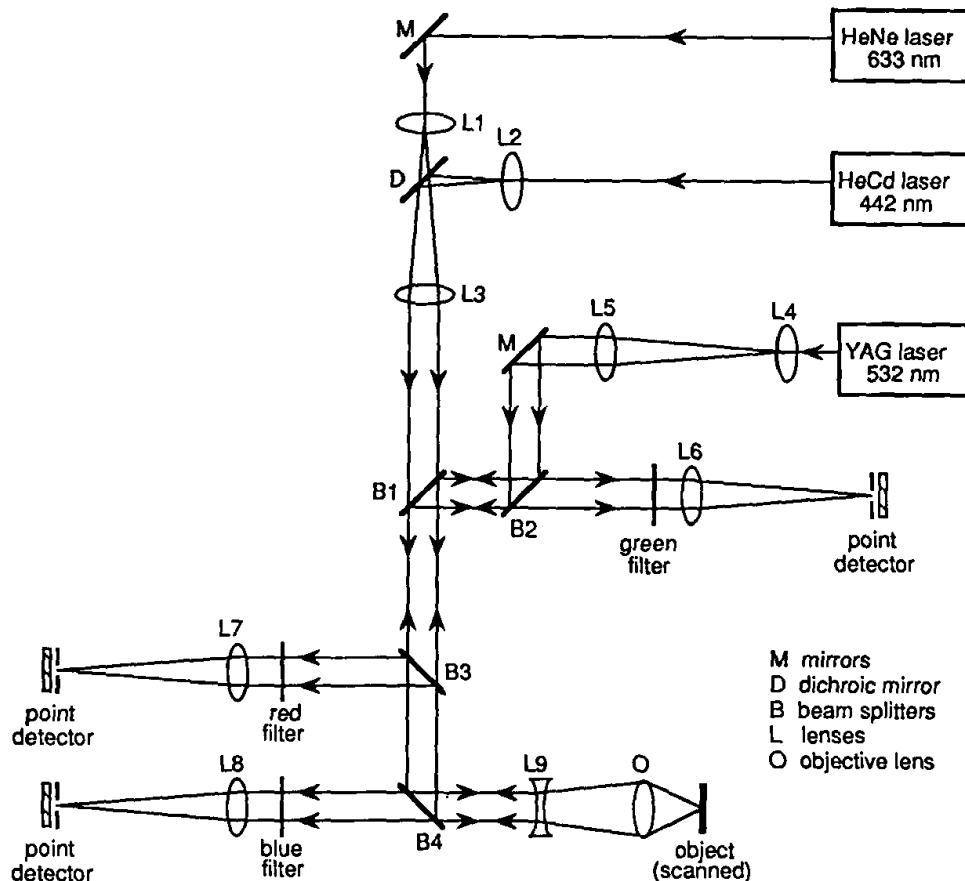 M
HeNe laser
633 nm
L1
L2
D
HeCd laser
442 nm
L3
L5
L4
M
YAG laser
532 nm
L6
B1
B2
green
filter
point
detector
L7
B3
point
detector
red
filter
M mirrors
D dichroic mirror
B beam splitters
L lenses
O objective lens
L8
L9
O
B4
point
detector
blue
filter
object
(scanned)